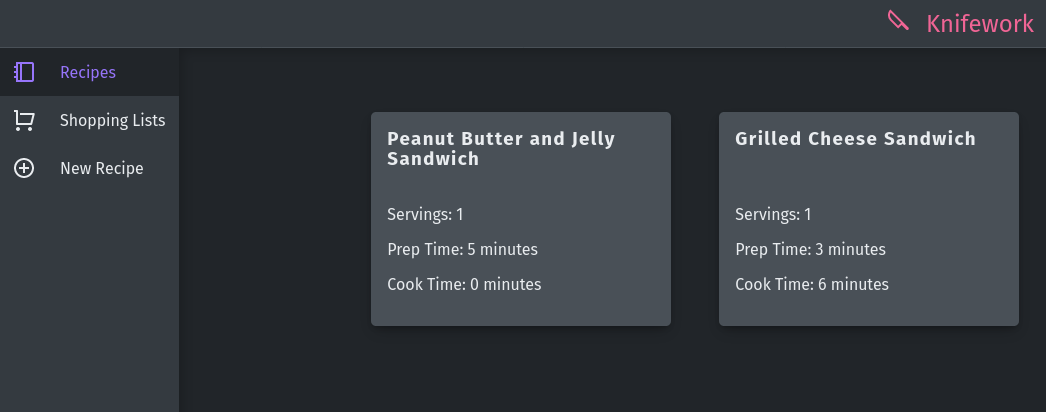 Knifework
Recipes
Shopping Lists
New Recipe
Peanut Butter and Jelly
Sandwich
Servings: 1
Prep Time: 5 minutes
Cook Time: 0 minutes
Grilled Cheese Sandwich
Servings: 1
Prep Time: 3 minutes
Cook Time: 6 minutes